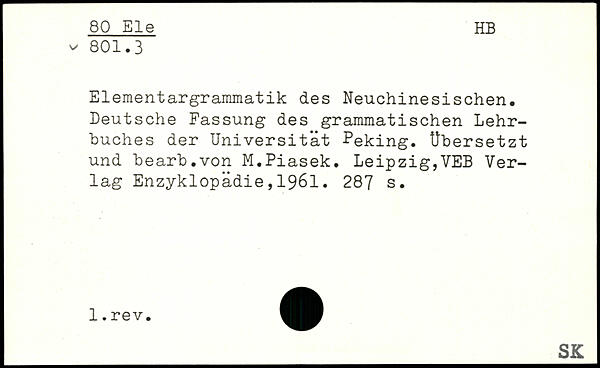 80 Ele HB
✓ 801.3
Elementargrammatik des Neuchinesischen.
Deutsche Fassung des grammatischen Lehr-
buches der Universität Peking. Übersetzt
und bearb.von M.Piasek. Leipzig,VEB Ver-
lag Enzyklopädie,1961. 287 s.
1.rev.
SK